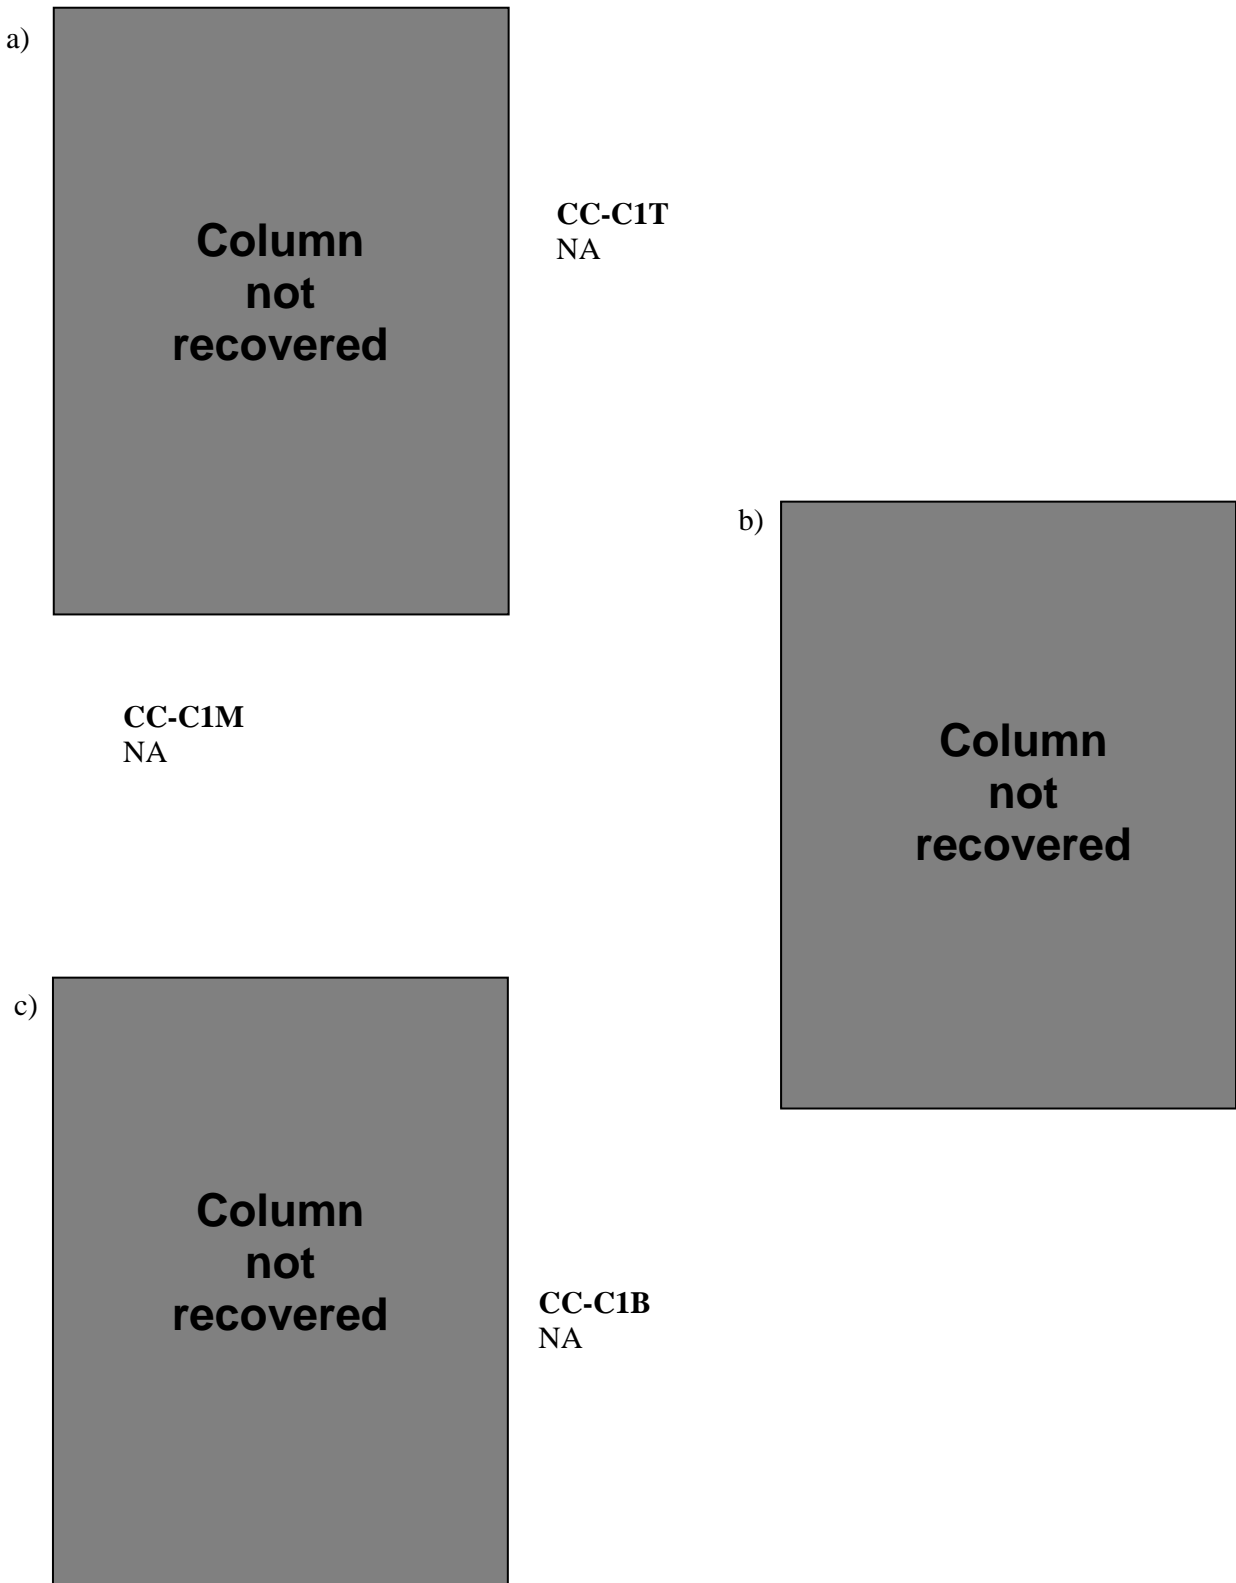 a)
Column
not
recovered
CC-C1T
NA
b)
Column
not
recovered
CC-C1M
NA
c)
Column
not
recovered
CC-C1B
NA